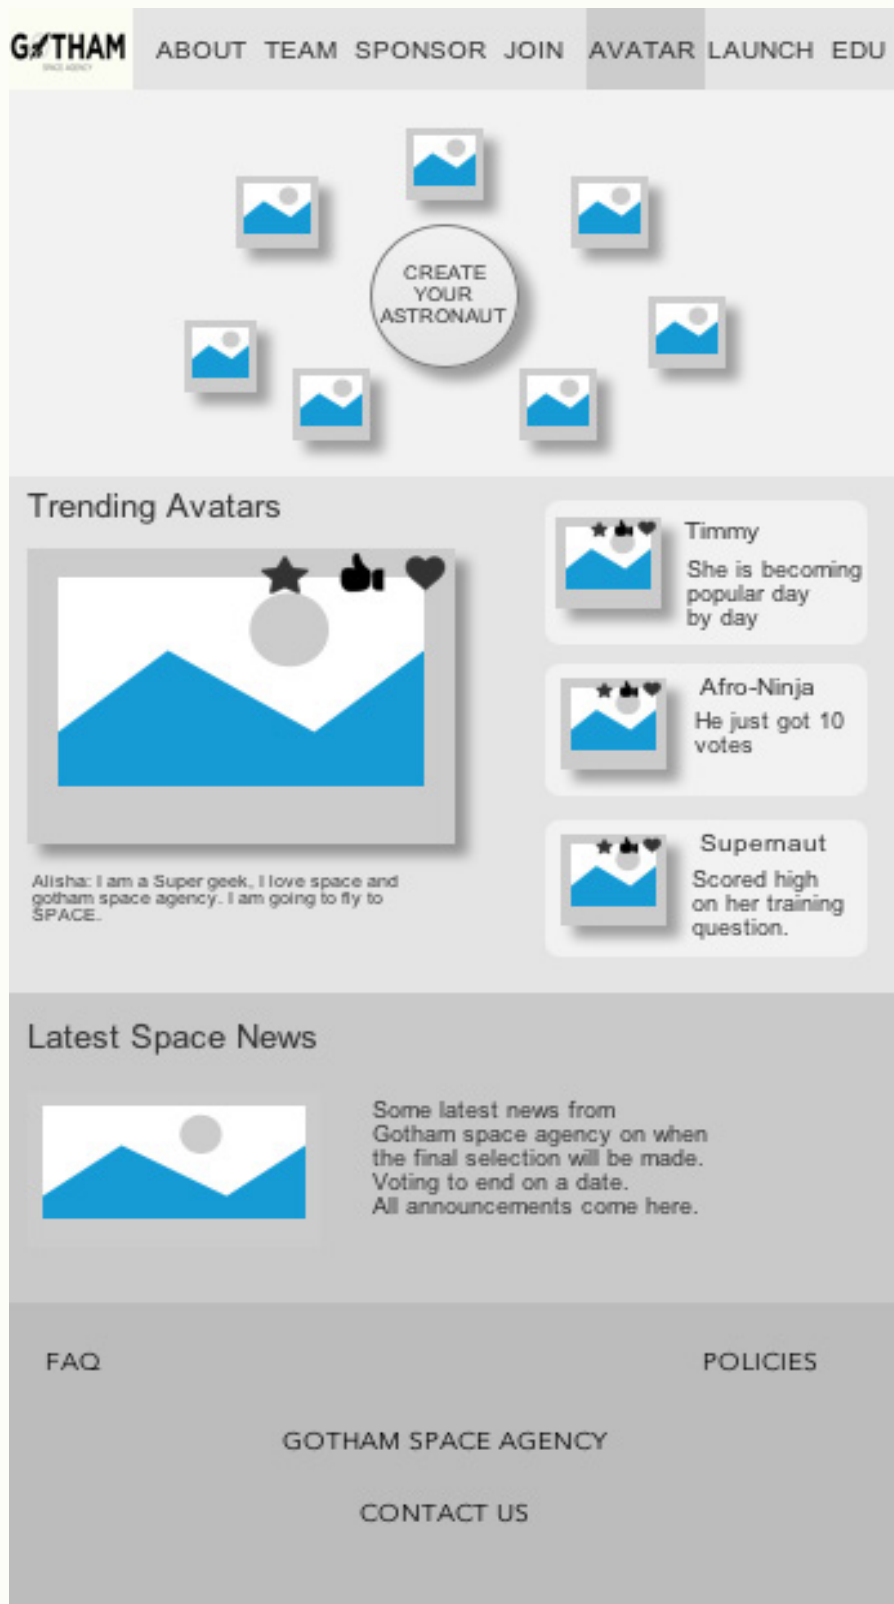 GOTHAM
SPACE AGENCY
ABOUT TEAM SPONSOR JOIN AVATAR LAUNCH EDU
CREATE
YOUR
ASTRONAUT
Trending Avatars
Alisha: I am a Super geek, I love space and
gotham space agency. I am going to fly to
SPACE.
Timmy
She is becoming
popular day
by day
Afro-Ninja
He just got 10
votes
Supernaut
Scored high
on her training
question.
Latest Space News
Some latest news from
Gotham space agency on when
the final selection will be made.
Voting to end on a date.
All announcements come here.
FAQ
POLICIES
GOTHAM SPACE AGENCY
CONTACT US